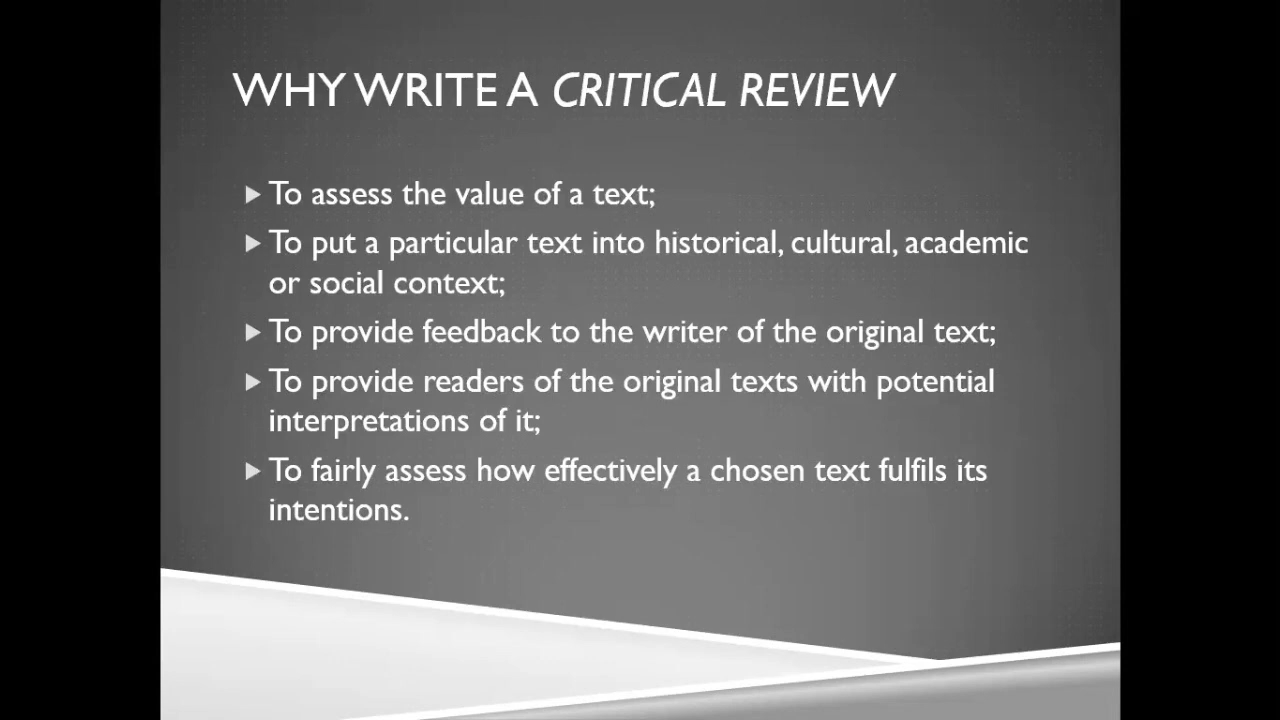 WHY WRITE A CRITICAL REVIEW
To assess the value of a text;
To put a particular text into historical, cultural, academic
or social context;
To provide feedback to the writer of the original text;
To provide readers of the original texts with potential
interpretations of it;
To fairly assess how effectively a chosen text fulfils its
intentions.